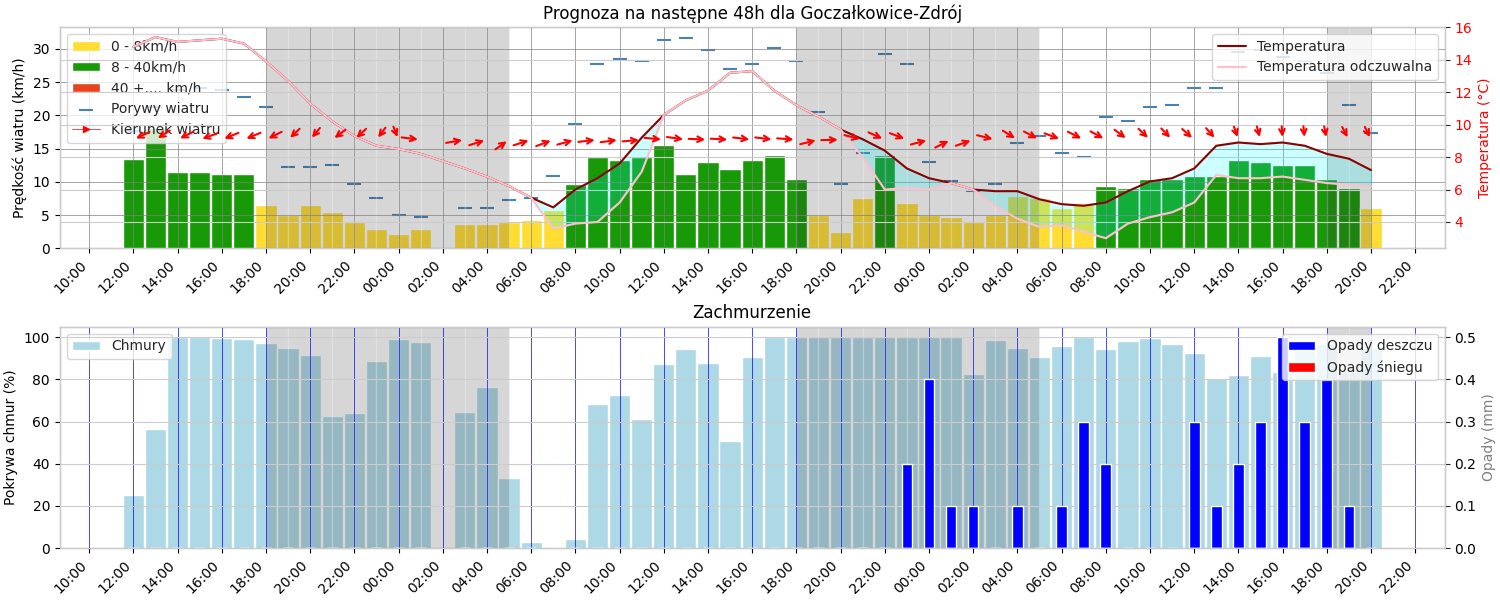 Prognoza na następne 48h dla Goczałkowice-Zdrój
Prędkość wiatru (km/h)
30
25
20
15
10
5
0
0 - 8km/h
8 - 40km/h
40 +.... km/h
Porywy wiatru
Kierunek wiatru
Temperatura
Temperatura odczuwalna
16
14
12
10
8
6
4
Temperatura (°C)
10:00 12:00 14:00 16:00 18:00 20:00 22:00 00:00 02:00 04:00 06:00 08:00 10:00 12:00 14:00 16:00 18:00 20:00 22:00 00:00 02:00 04:00 06:00 08:00 10:00 12:00 14:00 16:00 18:00 20:00 22:00
Zachmurzenie
Pokrywa chmur (%)
100
80
60
40
20
0
Chmury
Opady deszczu
Opady śniegu
0.5
0.4
0.3
0.2
0.1
0.0
Opady (mm)
10:00 12:00 14:00 16:00 18:00 20:00 22:00 00:00 02:00 04:00 06:00 08:00 10:00 12:00 14:00 16:00 18:00 20:00 22:00 00:00 02:00 04:00 06:00 08:00 10:00 12:00 14:00 16:00 18:00 20:00 22:00